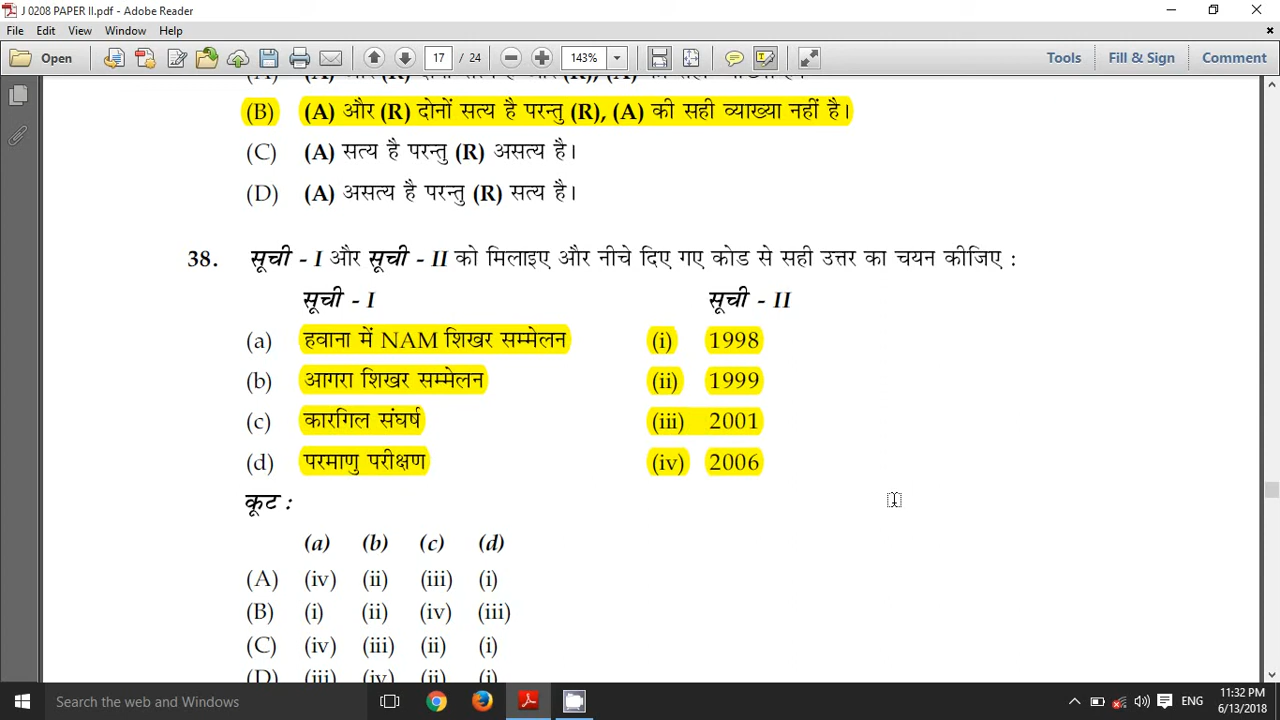 J 0208 PAPER II.pdf - Adobe Reader
File Edit View Window Help
Open 17 / 24 143% Tools Fill & Sign Comment
(B) (A) और (R) दोनों सत्य है परन्तु (R), (A) की सही व्याख्या नहीं है।
(C) (A) सत्य है परन्तु (R) असत्य है।
(D) (A) असत्य है परन्तु (R) सत्य है।
38. सूची - I और सूची - II को मिलाइए और नीचे दिए गए कोड से सही उत्तर का चयन कीजिए :
सूची - I सूची - II
(a) हवाना में NAM शिखर सम्मेलन (i) 1998
(b) आगरा शिखर सम्मेलन (ii) 1999
(c) कारगिल संघर्ष (iii) 2001
(d) परमाणु परीक्षण (iv) 2006
कूट :
(a) (b) (c) (d)
(A) (iv) (ii) (iii) (i)
(B) (i) (ii) (iv) (iii)
(C) (iv) (iii) (ii) (i)
(D) (iii) (iv) (ii) (i)
Search the web and Windows ENG 11:32 PM
6/13/2018